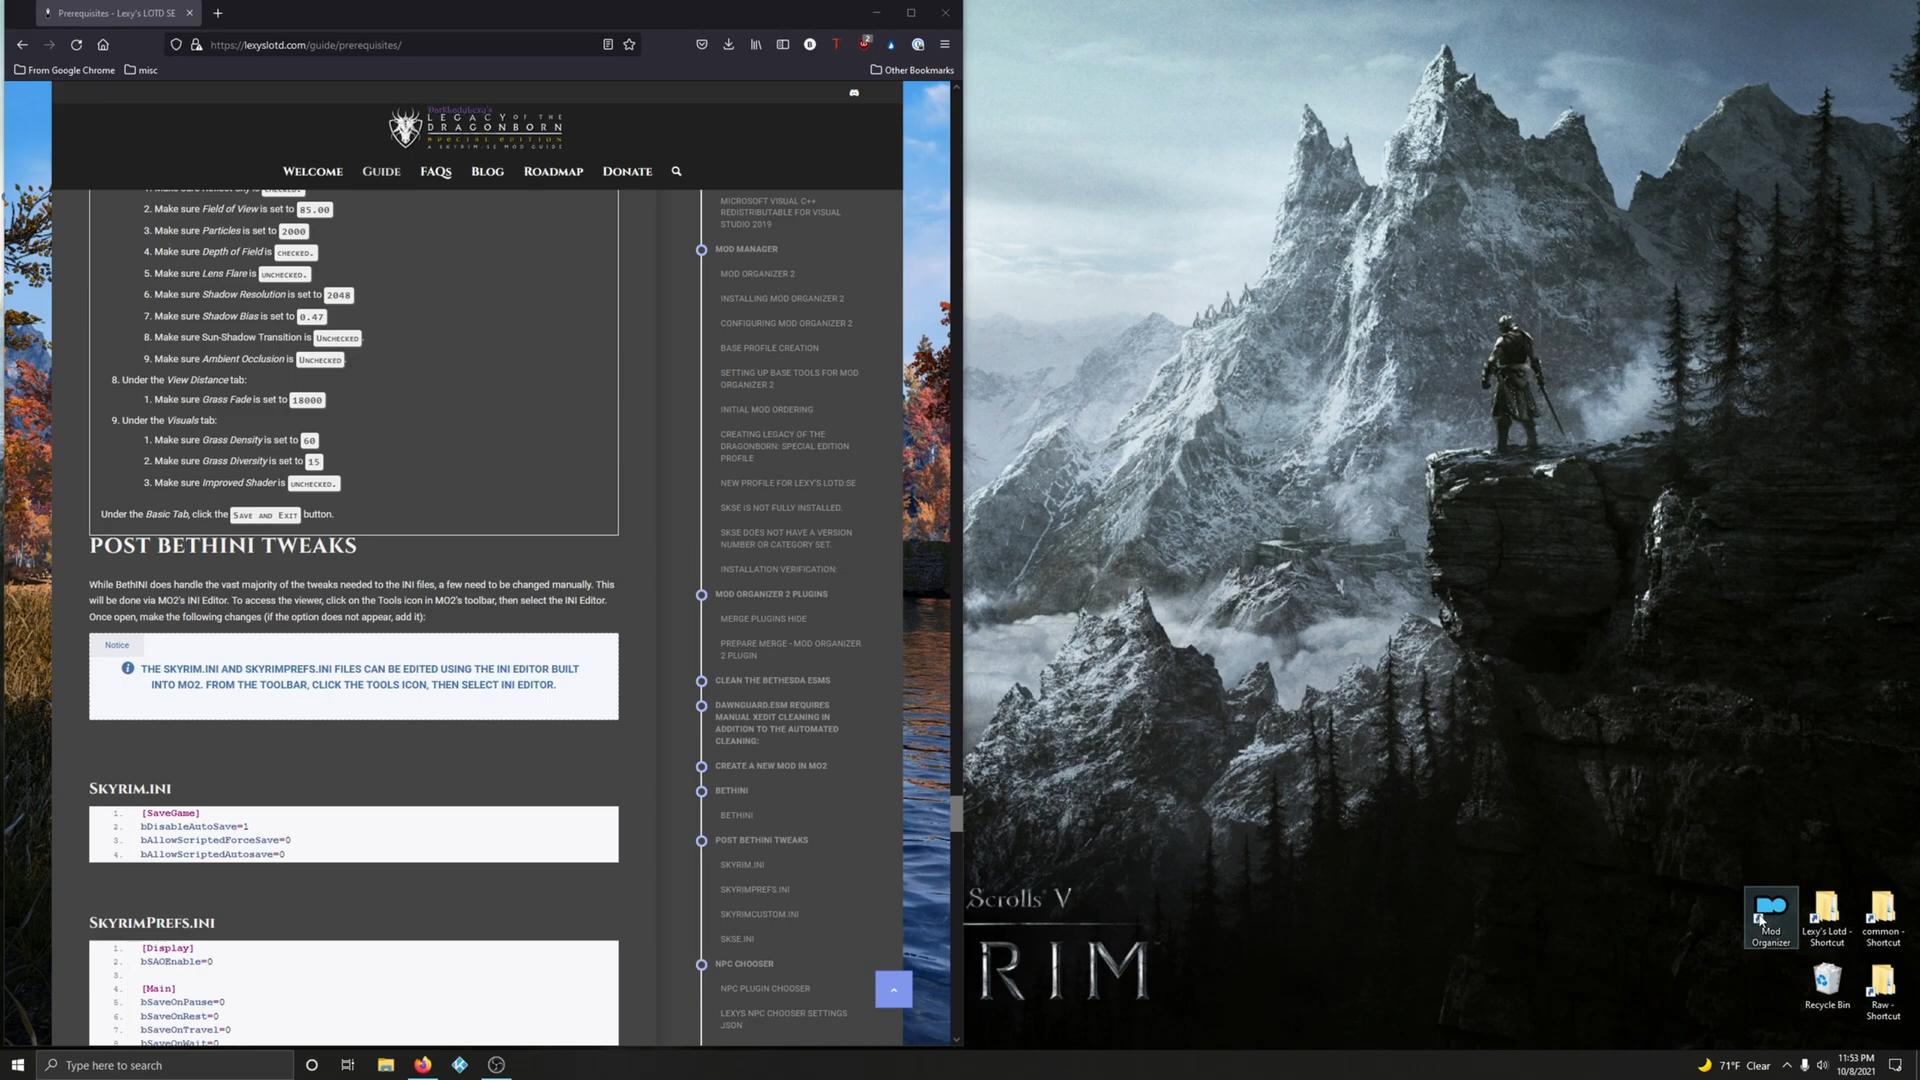 Prerequisites - Lexy's LOTD SE
https://lexyslotd.com/guide/prerequisites/
2
From Google Chrome
misc
Other Bookmarks
DarkLadyLexy's
LEGACY OF THE
DRAGONBORN
SPECIAL EDITION
A SKYRIM:SE MOD GUIDE
WELCOME
GUIDE
FAQS
BLOG
ROADMAP
DONATE
2. Make sure Field of View is set to 85.00
3. Make sure Particles is set to 2000
4. Make sure Depth of Field is CHECKED.
5. Make sure Lens Flare is UNCHECKED.
6. Make sure Shadow Resolution is set to 2048
7. Make sure Shadow Bias is set to 0.47
8. Make sure Sun-Shadow Transition is UNCHECKED
9. Make sure Ambient Occlusion is UNCHECKED
8. Under the View Distance tab:
1. Make sure Grass Fade is set to 18000
9. Under the Visuals tab:
1. Make sure Grass Density is set to 60
2. Make sure Grass Diversity is set to 15
3. Make sure Improved Shader is UNCHECKED.
Under the Basic Tab, click the SAVE AND EXIT button.
POST BETHINI TWEAKS
While BethINI does handle the vast majority of the tweaks needed to the INI files, a few need to be changed manually. This
will be done via MO2's INI Editor. To access the viewer, click on the Tools icon in MO2's toolbar, then select the INI Editor.
Once open, make the following changes (if the option does not appear, add it):
Notice
THE SKYRIM.INI AND SKYRIMPREFS.INI FILES CAN BE EDITED USING THE INI EDITOR BUILT
INTO MO2. FROM THE TOOLBAR, CLICK THE TOOLS ICON, THEN SELECT INI EDITOR.
SKYRIM.INI
1. [SaveGame]
2. bDisableAutoSave=1
3. bAllowScriptedForceSave=0
4. bAllowScriptedAutosave=0
SKYRIMPREFS.INI
1. [Display]
2. bSAOEnable=0
3.
4. [Main]
5. bSaveOnPause=0
6. bSaveOnRest=0
7. bSaveOnTravel=0
8. bSaveOnWait=0
MICROSOFT VISUAL C++
REDISTRIBUTABLE FOR VISUAL
STUDIO 2019
MOD MANAGER
MOD ORGANIZER 2
INSTALLING MOD ORGANIZER 2
CONFIGURING MOD ORGANIZER 2
BASE PROFILE CREATION
SETTING UP BASE TOOLS FOR MOD
ORGANIZER 2
INITIAL MOD ORDERING
CREATING LEGACY OF THE
DRAGONBORN: SPECIAL EDITION
PROFILE
NEW PROFILE FOR LEXY'S LOTD:SE
SKSE IS NOT FULLY INSTALLED.
SKSE DOES NOT HAVE A VERSION
NUMBER OR CATEGORY SET.
INSTALLATION VERIFICATION:
MOD ORGANIZER 2 PLUGINS
MERGE PLUGINS HIDE
PREPARE MERGE - MOD ORGANIZER
2 PLUGIN
CLEAN THE BETHESDA ESMS
DAWNGUARD.ESM REQUIRES
MANUAL XEDIT CLEANING IN
ADDITION TO THE AUTOMATED
CLEANING:
CREATE A NEW MOD IN MO2
BETHINI
BETHINI
POST BETHINI TWEAKS
SKYRIM.INI
SKYRIMPREFS.INI
SKYRIMCUSTOM.INI
SKSE.INI
NPC CHOOSER
NPC PLUGIN CHOOSER
LEXYS NPC CHOOSER SETTINGS
JSON
Scrolls V
RIM
Mod
Organizer
Lexy's Lotd -
Shortcut
common -
Shortcut
Recycle Bin
Raw -
Shortcut
Type here to search
71°F Clear
11:53 PM
10/8/2021